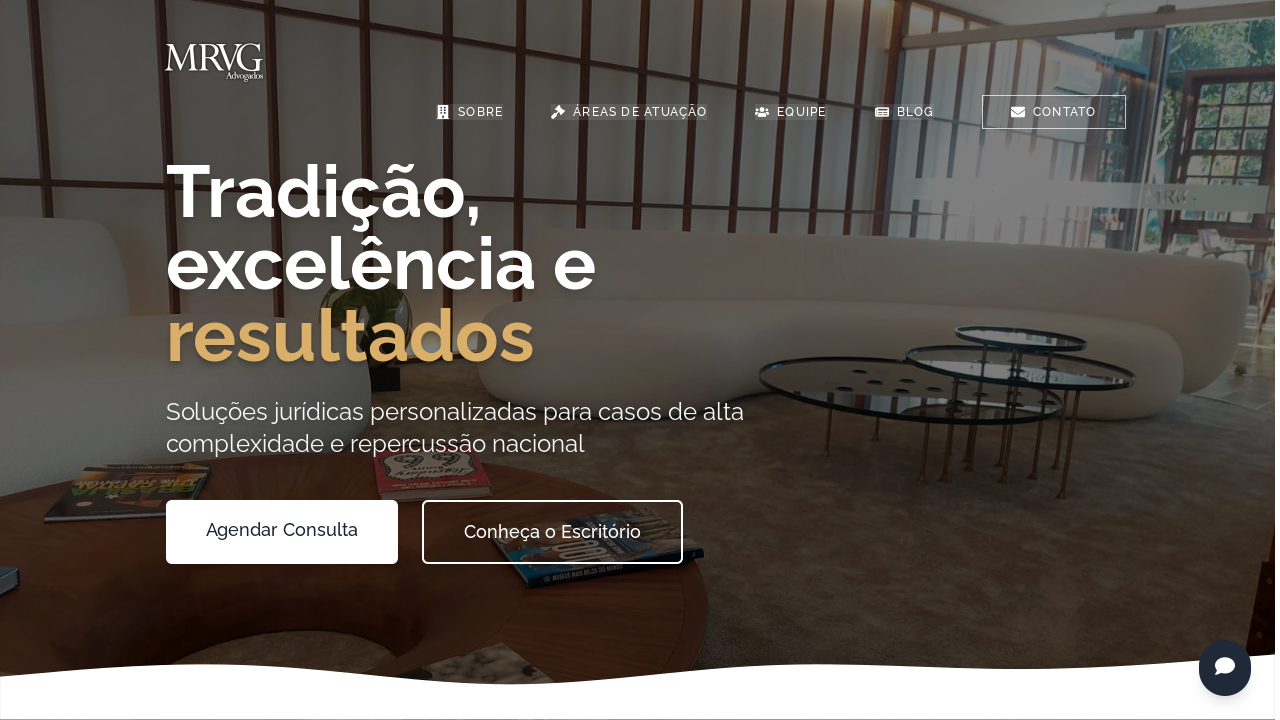 MRVG
Advogados
SOBRE
ÁREAS DE ATUAÇÃO
EQUIPE
BLOG
CONTATO
Tradição,
excelência e
resultados
Soluções jurídicas personalizadas para casos de alta
complexidade e repercussão nacional
Agendar Consulta
Conheça o Escritório
MRVG